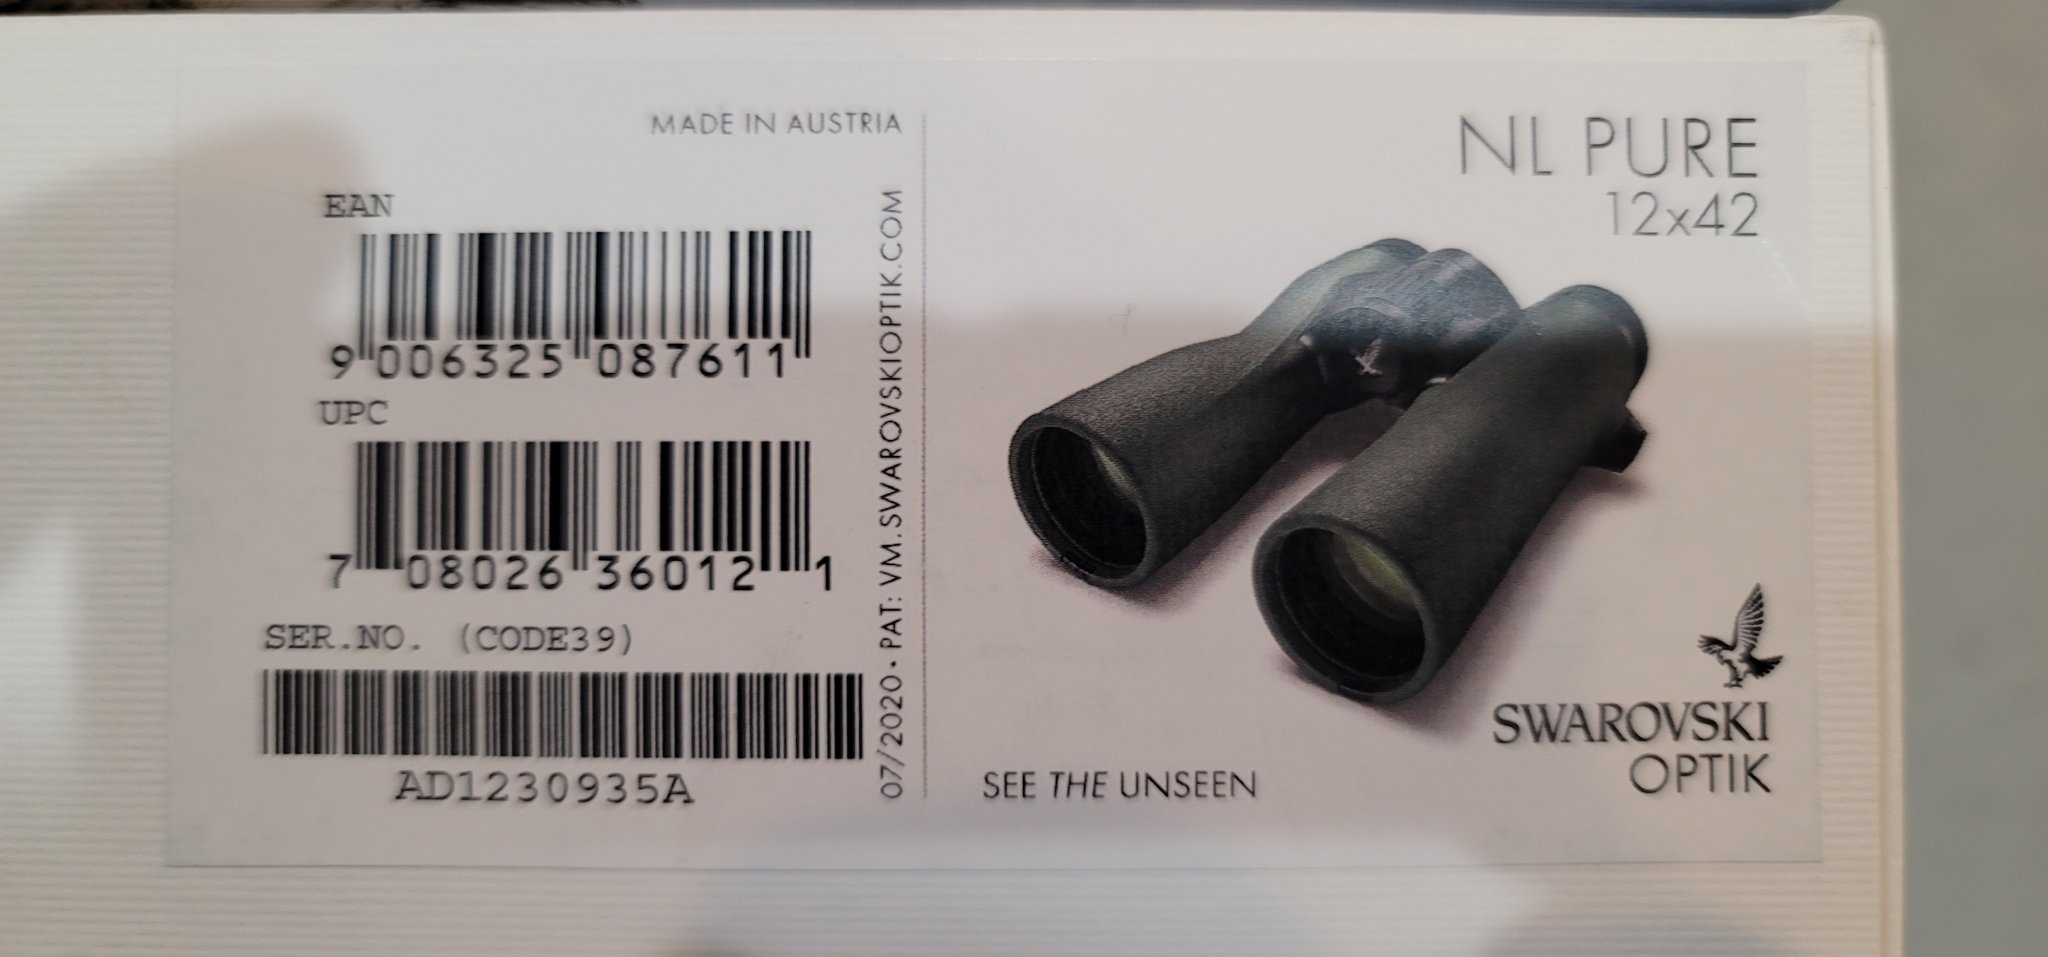 MADE IN AUSTRIA
EAN
9 006325 087611
UPC
7 08026 36012 1
SER.NO. (CODE39)
AD1230935A
07/2020 • PAT: VM.SWAROVSKIOPTIK.COM
NL PURE
12x42
SEE THE UNSEEN
SWAROVSKI
OPTIK